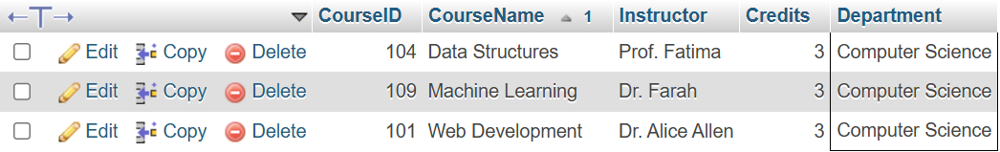 CourseID CourseName 1 Instructor Credits Department
Edit Copy Delete 104 Data Structures Prof. Fatima 3 Computer Science
Edit Copy Delete 109 Machine Learning Dr. Farah 3 Computer Science
Edit Copy Delete 101 Web Development Dr. Alice Allen 3 Computer Science